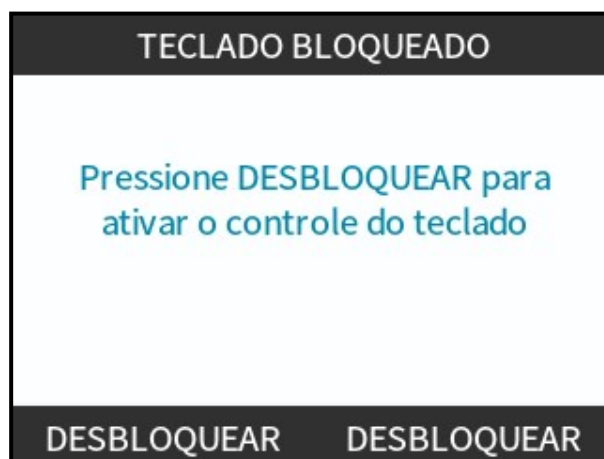 TECLADO BLOQUEADO
Pressione DESBLOQUEAR para
ativar o controle do teclado
DESBLOQUEAR DESBLOQUEAR